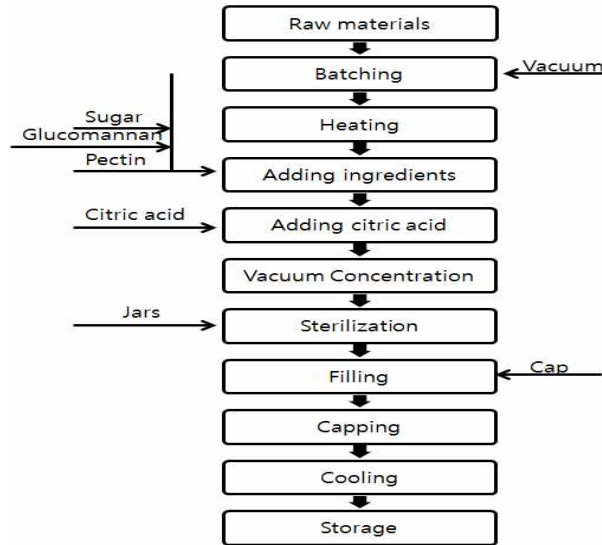 Raw materials
Batching
Vacuum
Sugar
Heating
Glucomannan
Pectin
Adding ingredients
Citric acid
Adding citric acid
Vacuum Concentration
Jars
Sterilization
Filling
Cap
Capping
Cooling
Storage